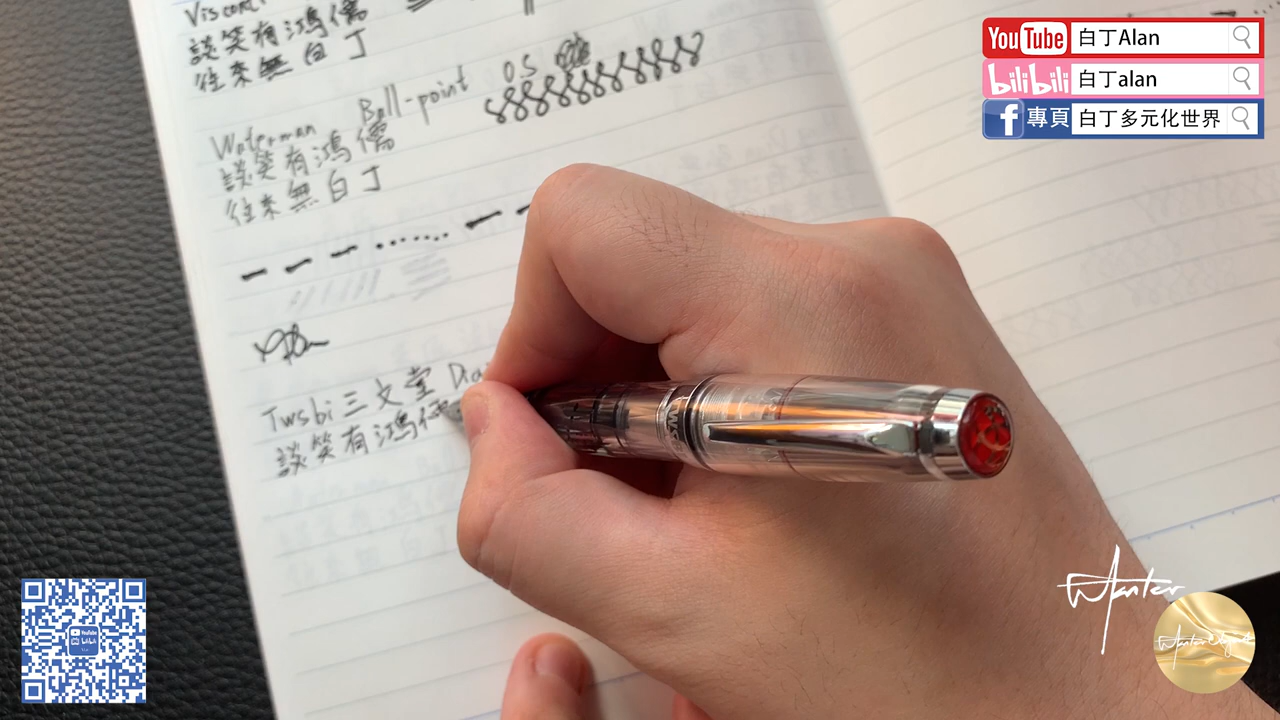 Visconti
談笑有鴻儒
往來無白丁
Waterman Ball-point 0.5
談笑有鴻儒
往來無白丁
Twsbi 三文堂 Dia
談笑有鴻儒
YouTube 白丁Alan
bilibili 白丁alan
f 專頁 白丁多元化世界